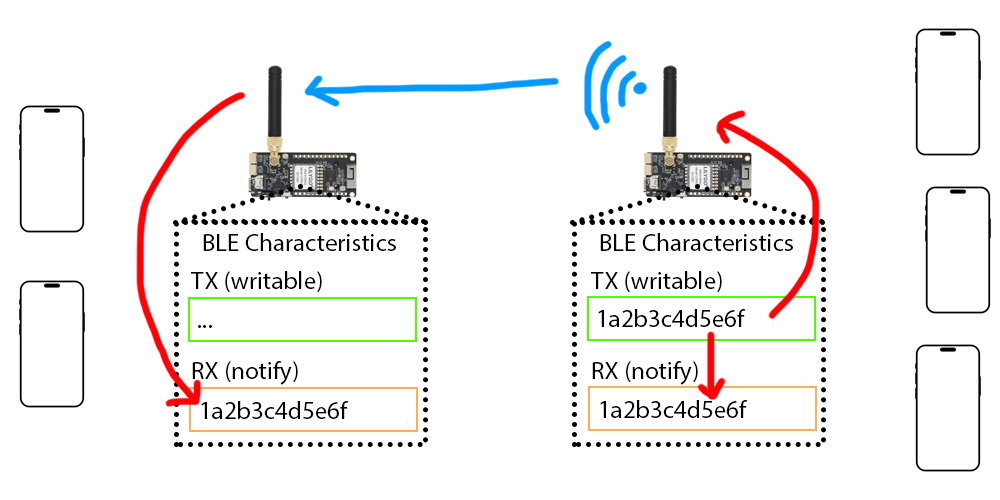 BLE Characteristics
TX (writable)
...
RX (notify)
1a2b3c4d5e6f
BLE Characteristics
TX (writable)
1a2b3c4d5e6f
RX (notify)
1a2b3c4d5e6f